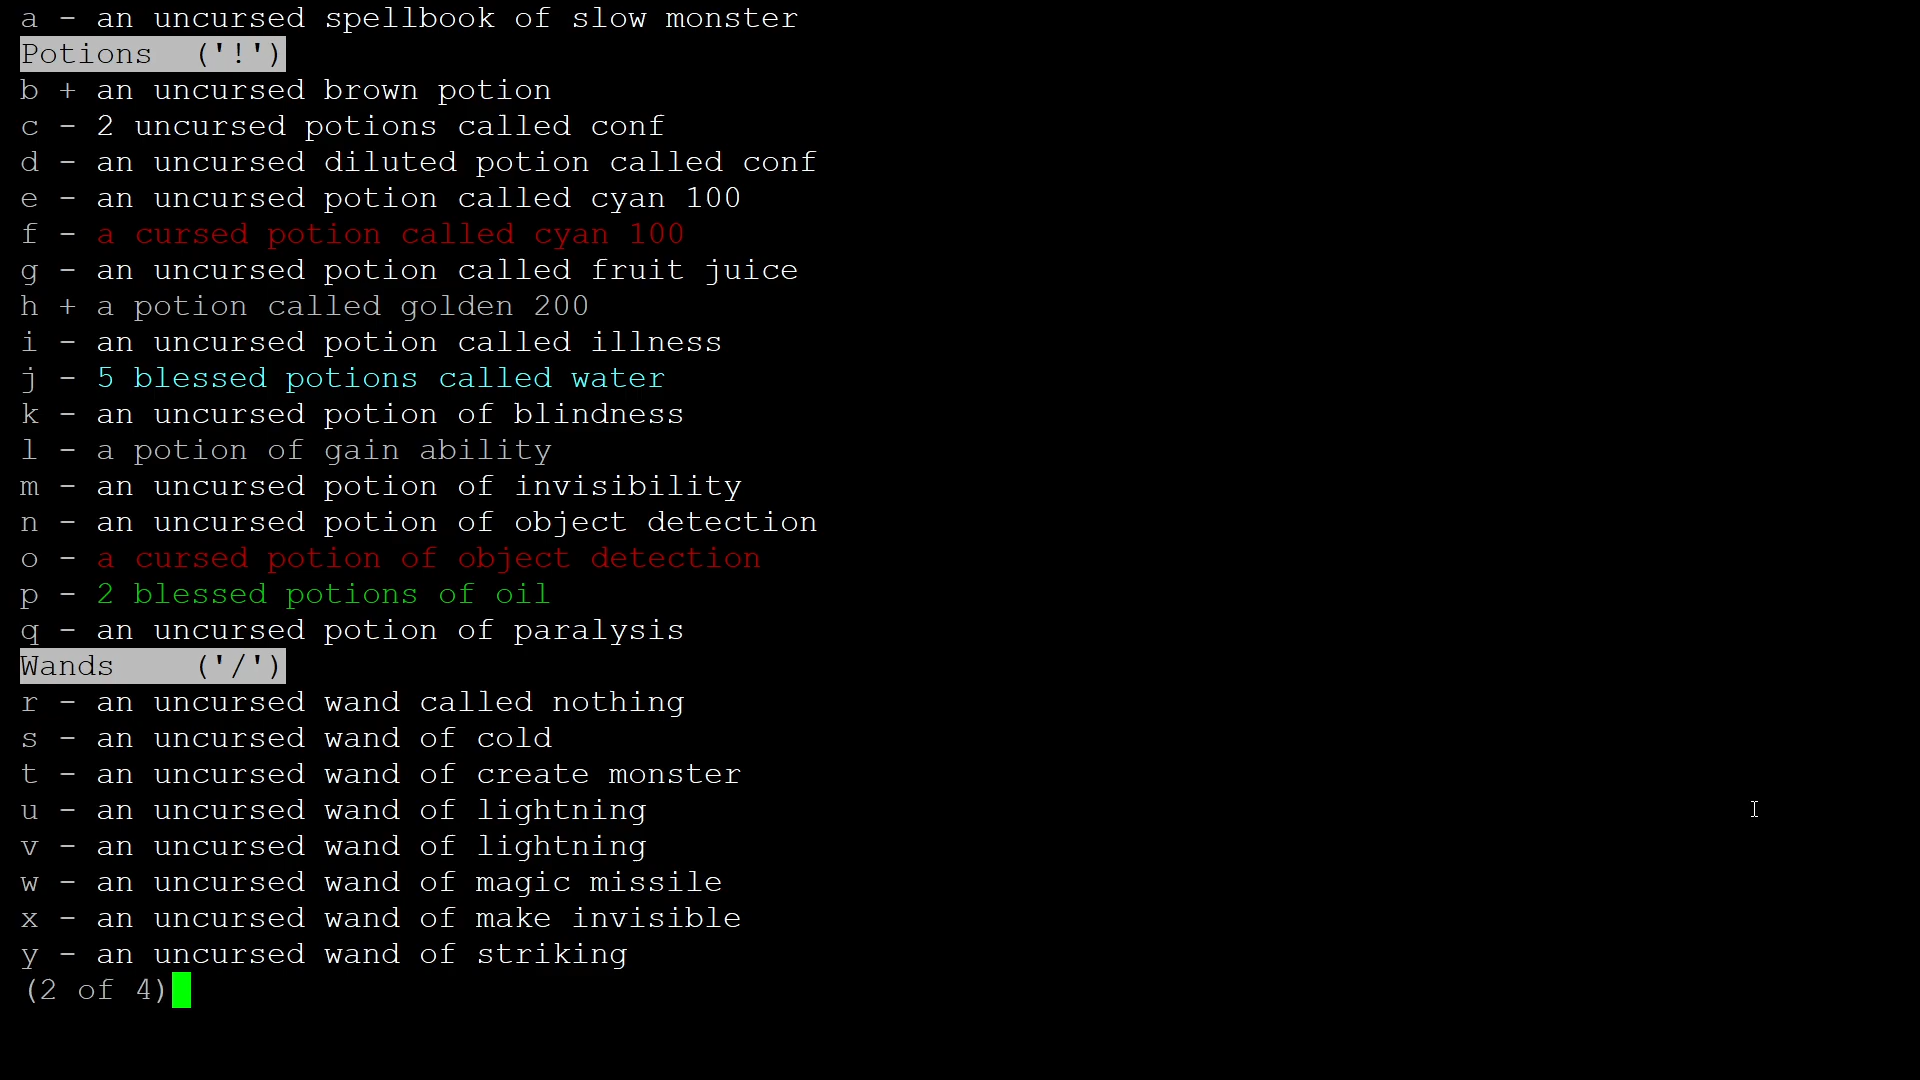 a - an uncursed spellbook of slow monster
Potions  ('!')
b + an uncursed brown potion
c - 2 uncursed potions called conf
d - an uncursed diluted potion called conf
e - an uncursed potion called cyan 100
f - a cursed potion called cyan 100
g - an uncursed potion called fruit juice
h + a potion called golden 200
i - an uncursed potion called illness
j - 5 blessed potions called water
k - an uncursed potion of blindness
l - a potion of gain ability
m - an uncursed potion of invisibility
n - an uncursed potion of object detection
o - a cursed potion of object detection
p - 2 blessed potions of oil
q - an uncursed potion of paralysis
Wands    ('/')
r - an uncursed wand called nothing
s - an uncursed wand of cold
t - an uncursed wand of create monster
u - an uncursed wand of lightning
v - an uncursed wand of lightning
w - an uncursed wand of magic missile
x - an uncursed wand of make invisible
y - an uncursed wand of striking
(2 of 4)